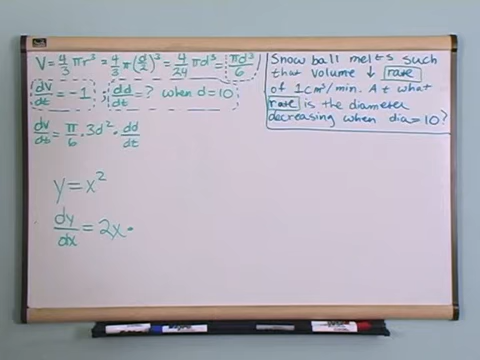 V = 4/3 πr³ = 4/3 π(d/2)³ = 4/24 πd³ = πd³/6
dv/dt = -1 ; dd/dt = ? when d=10
dv/dt = π/6 · 3d² · dd/dt
y = x²
dy/dx = 2x·
Snow ball melts such
that volume ↓ rate
of 1cm³/min. At what
rate is the diameter
decreasing when dia=10?